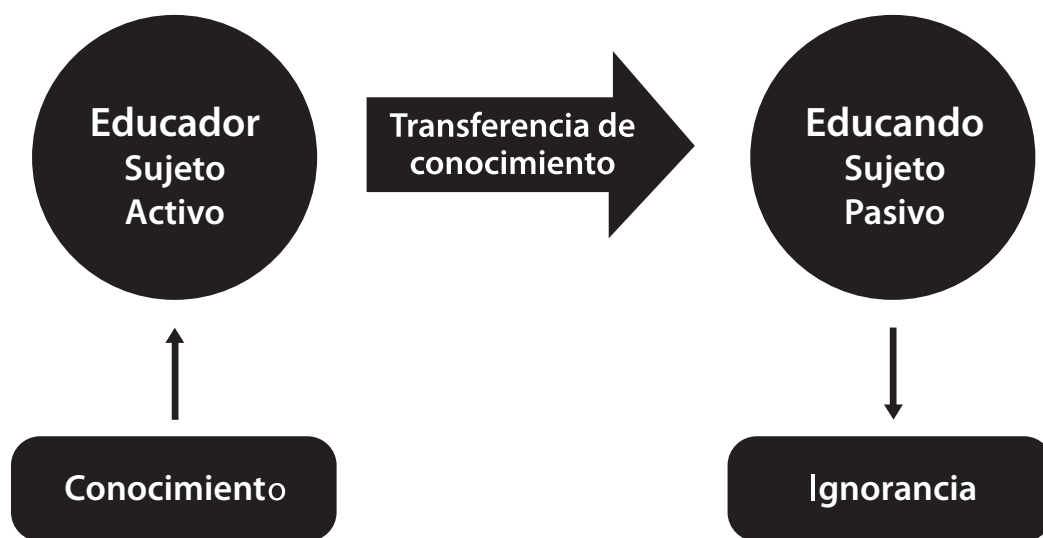 Educador
Sujeto
Activo
Transferencia de
conocimiento
Educando
Sujeto
Pasivo
Conocimiento
Ignorancia